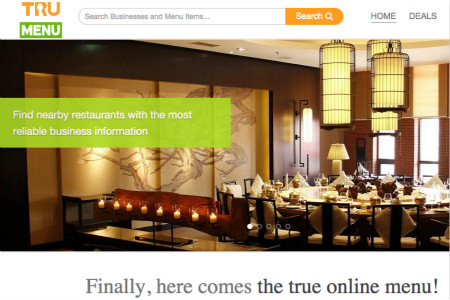 TRU
MENU
Search Businesses and Menu Items...
Search
HOME
DEALS
Find nearby restaurants with the most
reliable business information
Finally, here comes the true online menu!